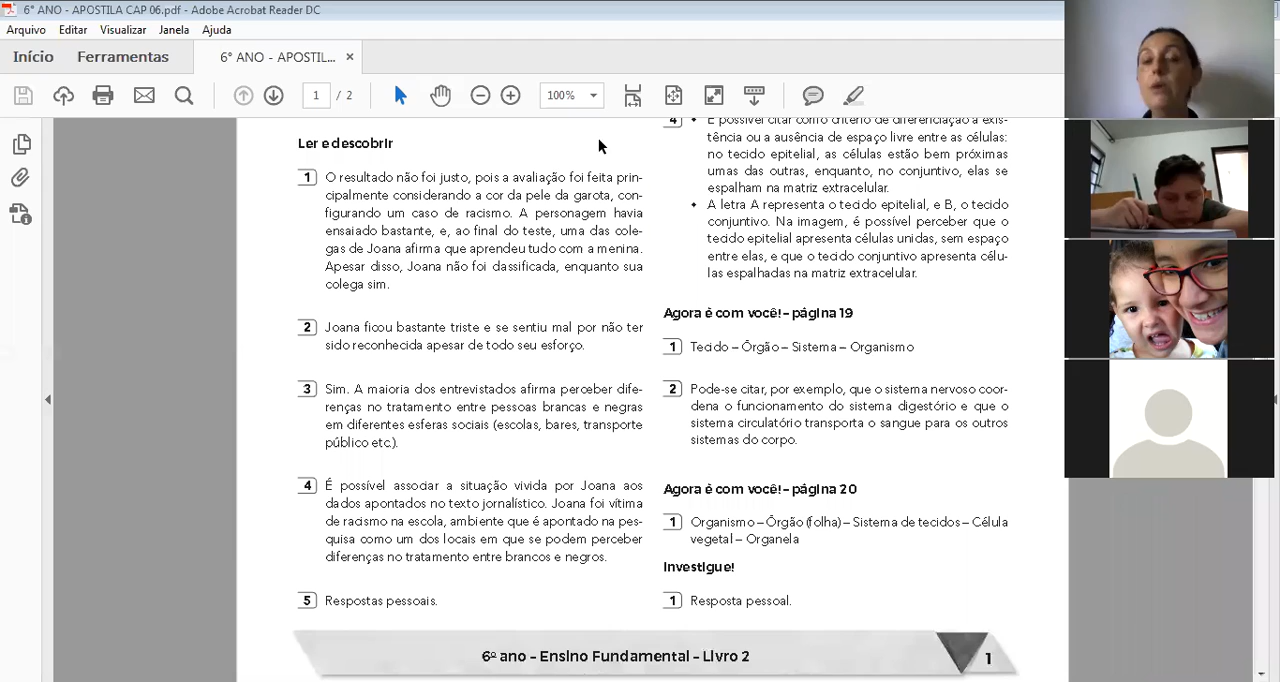 6° ANO - APOSTILA CAP 06.pdf - Adobe Acrobat Reader DC
Arquivo Editar Visualizar Janela Ajuda
Início Ferramentas 6° ANO - APOSTIL... ×
1 / 2 100%
Ler e descobrir
1 O resultado não foi justo, pois a avaliação foi feita prin-
cipalmente considerando a cor da pele da garota, con-
figurando um caso de racismo. A personagem havia
ensaiado bastante, e, ao final do teste, uma das cole-
gas de Joana afirma que aprendeu tudo com a menina.
Apesar disso, Joana não foi classificada, enquanto sua
colega sim.
2 Joana ficou bastante triste e se sentiu mal por não ter
sido reconhecida apesar de todo seu esforço.
3 Sim. A maioria dos entrevistados afirma perceber dife-
renças no tratamento entre pessoas brancas e negras
em diferentes esferas sociais (escolas, bares, transporte
público etc.).
4 É possível associar a situação vivida por Joana aos
dados apontados no texto jornalístico. Joana foi vítima
de racismo na escola, ambiente que é apontado na pes-
quisa como um dos locais em que se podem perceber
diferenças no tratamento entre brancos e negros.
5 Respostas pessoais.
4 • É possível citar como critério de diferenciação a exis-
tência ou a ausência de espaço livre entre as células:
no tecido epitelial, as células estão bem próximas
umas das outras, enquanto, no conjuntivo, elas se
espalham na matriz extracelular.
• A letra A representa o tecido epitelial, e B, o tecido
conjuntivo. Na imagem, é possível perceber que o
tecido epitelial apresenta células unidas, sem espaço
entre elas, e que o tecido conjuntivo apresenta célu-
las espalhadas na matriz extracelular.
Agora é com você! – página 19
1 Tecido – Órgão – Sistema – Organismo
2 Pode-se citar, por exemplo, que o sistema nervoso coor-
dena o funcionamento do sistema digestório e que o
sistema circulatório transporta o sangue para os outros
sistemas do corpo.
Agora é com você! – página 20
1 Organismo – Órgão (folha) – Sistema de tecidos – Célula
vegetal – Organela
Investigue!
1 Resposta pessoal.
6º ano – Ensino Fundamental – Livro 2 1